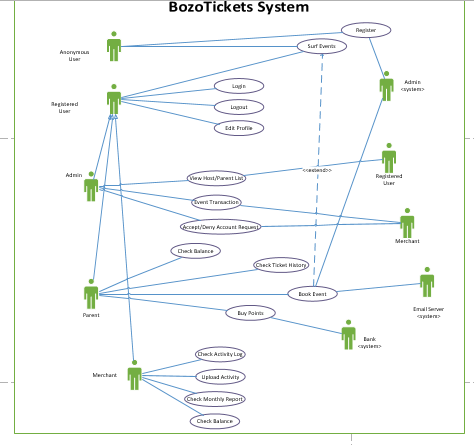 BozoTickets System
Register
Surf Events
Anonymous
User
Admin
<system>
Login
Registered
User
Logout
Edit Profile
<<extend>>
Admin
View Host/Parent List
Registered
User
Event Transaction
Accept/Deny Account Request
Merchant
Check Balance
Check Ticket History
Book Event
Parent
Email Server
<system>
Buy Points
Bank
<system>
Check Activity Log
Merchant
Upload Activity
Check Monthly Report
Check Balance